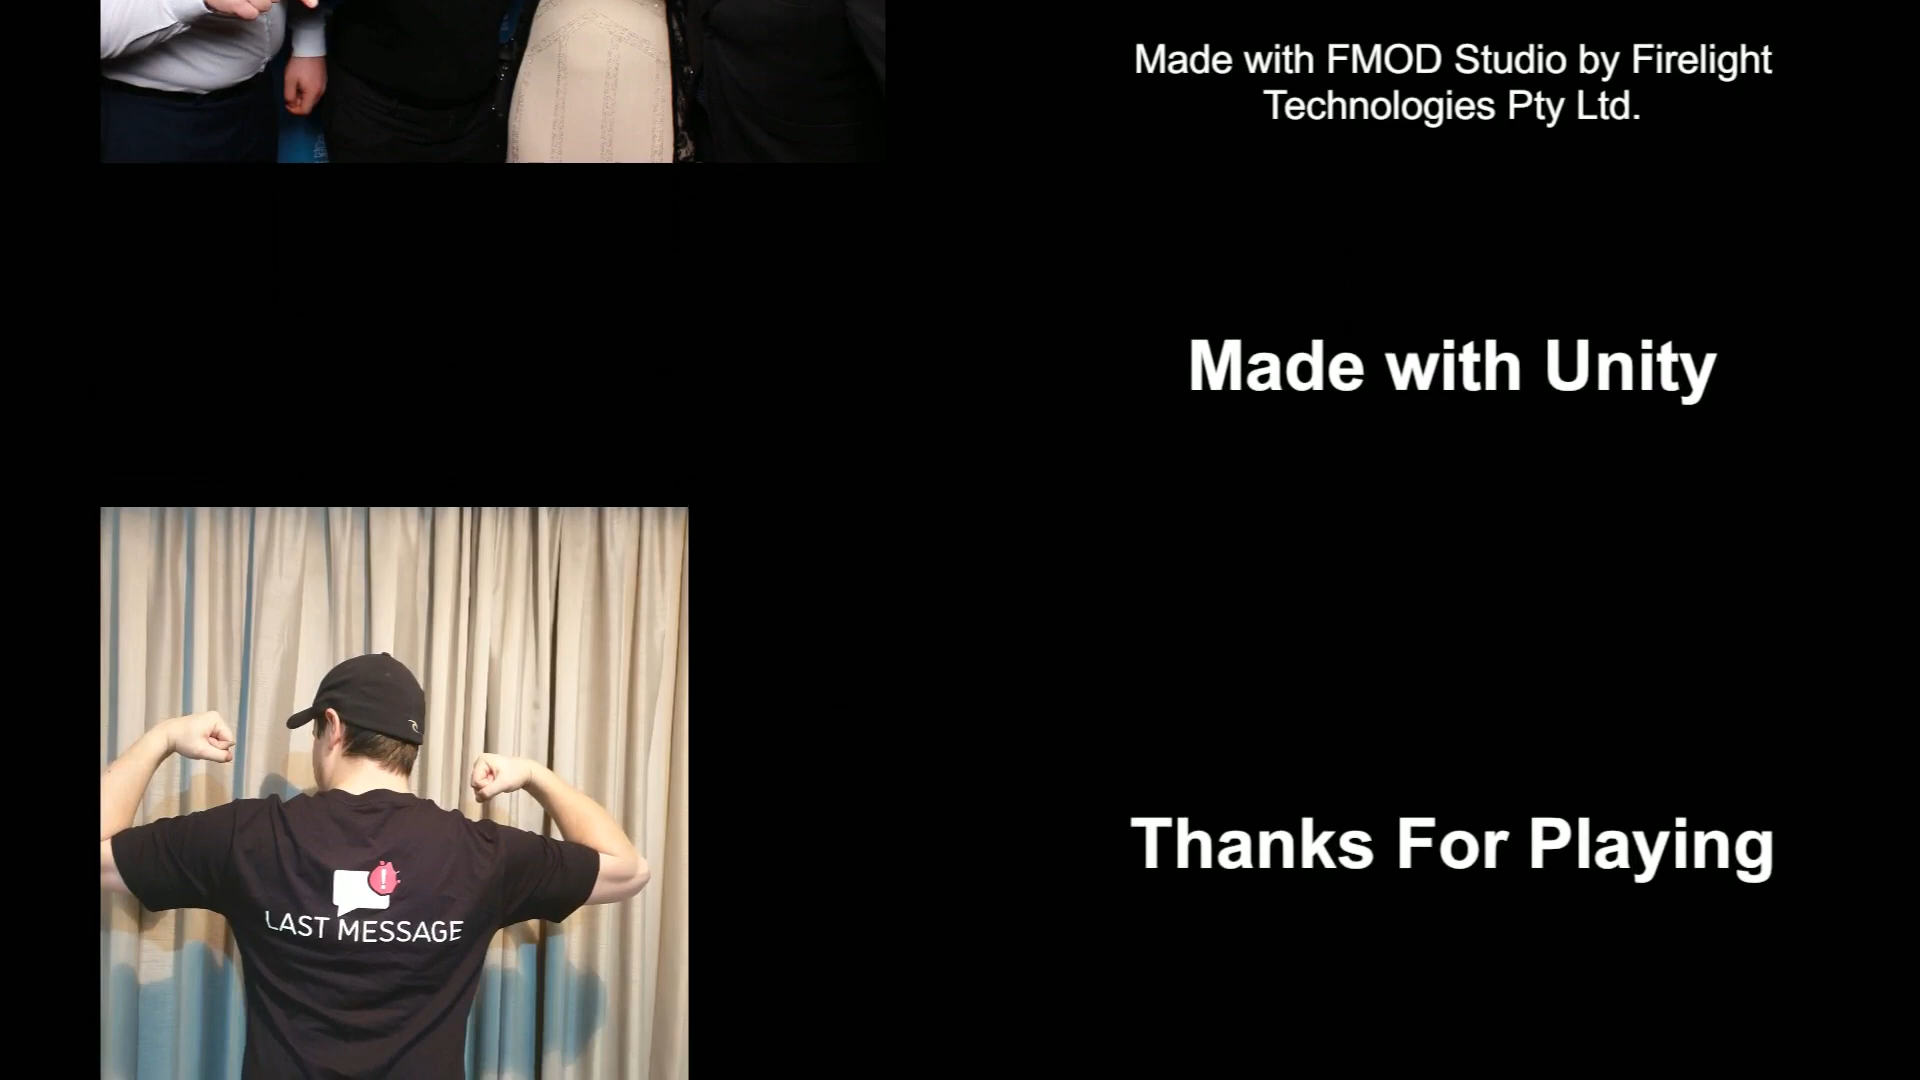 Made with FMOD Studio by Firelight
Technologies Pty Ltd.
Made with Unity
Thanks For Playing
!
LAST MESSAGE